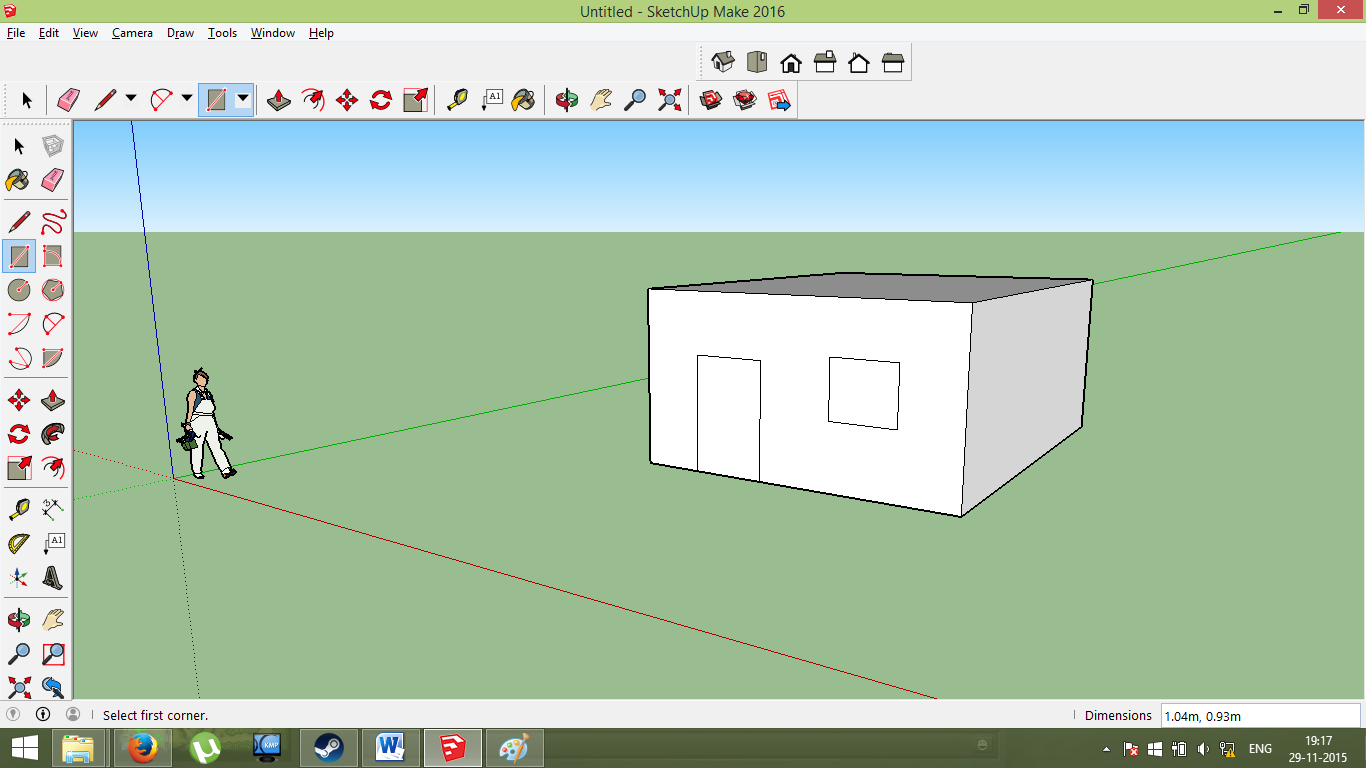 Untitled - SketchUp Make 2016
File Edit View Camera Draw Tools Window Help
A1
A1
Select first corner.
Dimensions 1.04m, 0.93m
KMP
W
ENG
19:17
29-11-2015